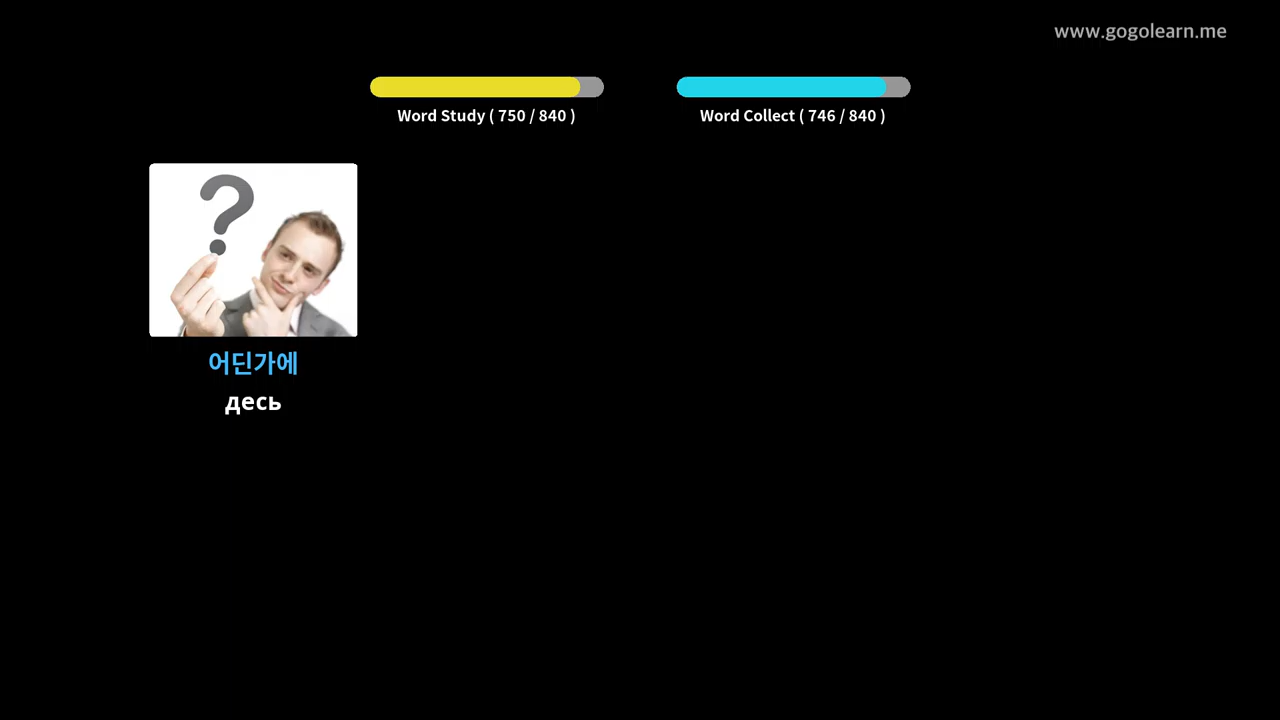 www.gogolearn.me
Word Study ( 750 / 840 )
Word Collect ( 746 / 840 )
?
어딘가에
десь